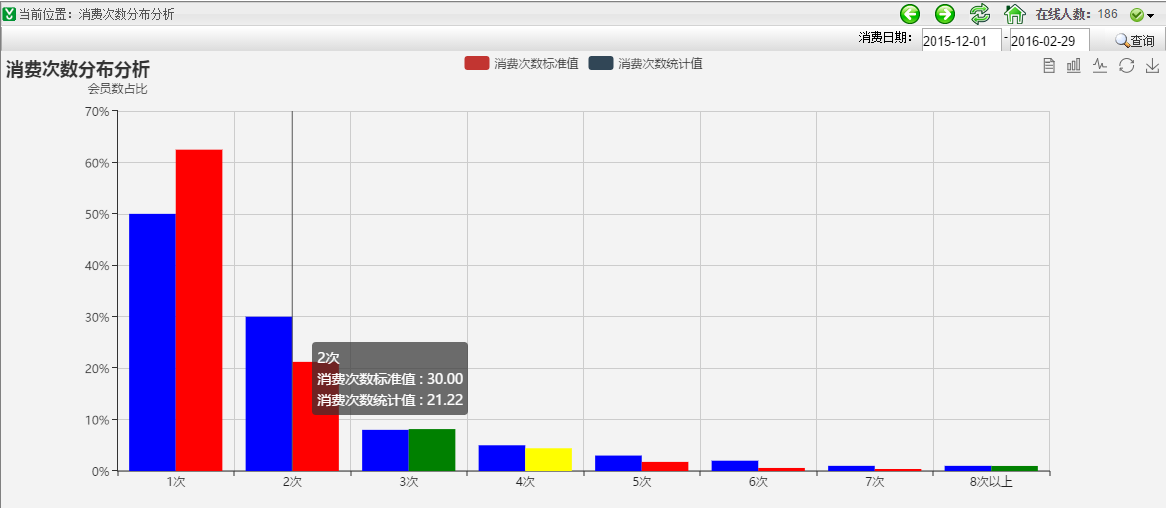 当前位置：消费次数分布分析
在线人数：186
消费日期： 2015-12-01 - 2016-02-29 查询
消费次数分布分析
消费次数标准值 消费次数统计值
会员数占比
70%
60%
50%
40%
30%
20%
10%
0%
2次
消费次数标准值 : 30.00
消费次数统计值 : 21.22
1次 2次 3次 4次 5次 6次 7次 8次以上